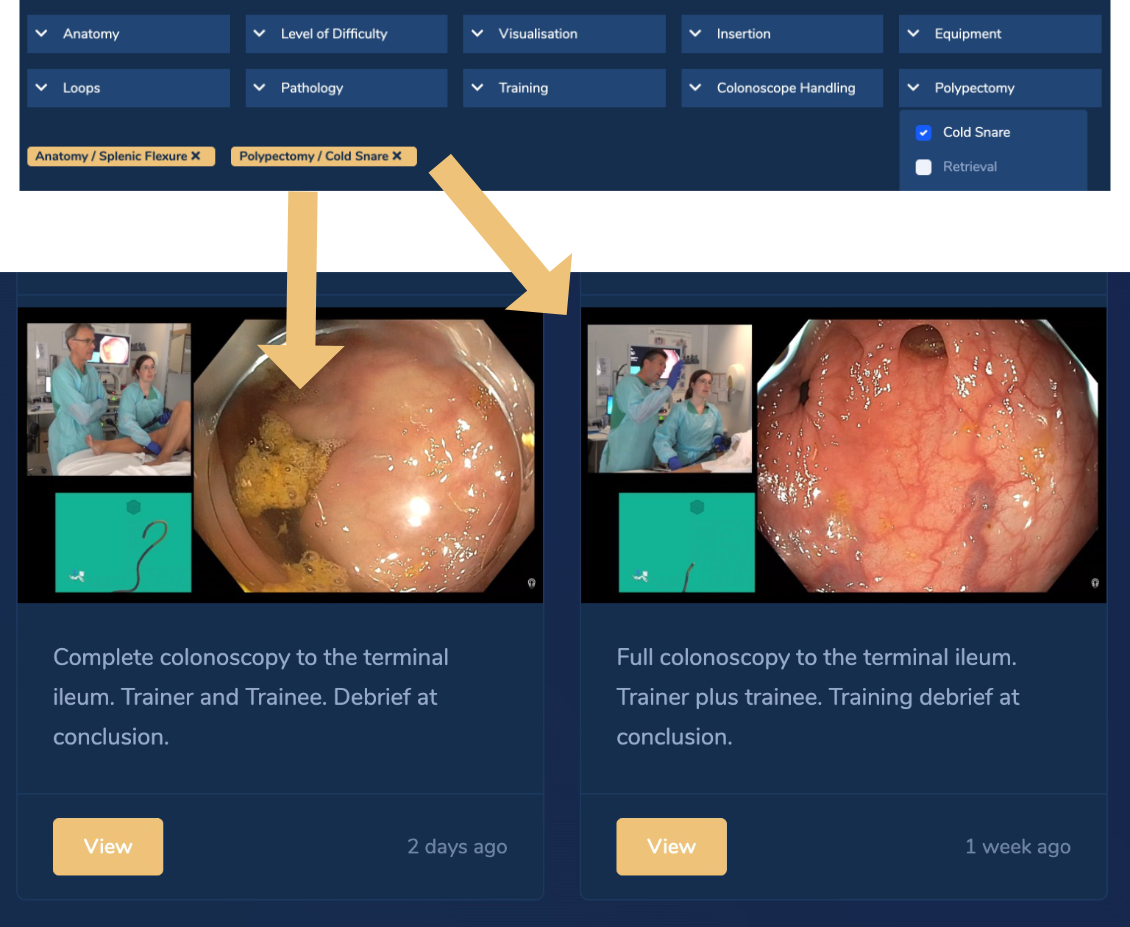 Anatomy
Level of Difficulty
Visualisation
Insertion
Equipment
Loops
Pathology
Training
Colonoscope Handling
Polypectomy
Cold Snare
Retrieval
Anatomy / Splenic Flexure ✕
Polypectomy / Cold Snare ✕
Complete colonoscopy to the terminal
ileum. Trainer and Trainee. Debrief at
conclusion.
View
2 days ago
Full colonoscopy to the terminal ileum.
Trainer plus trainee. Training debrief at
conclusion.
View
1 week ago